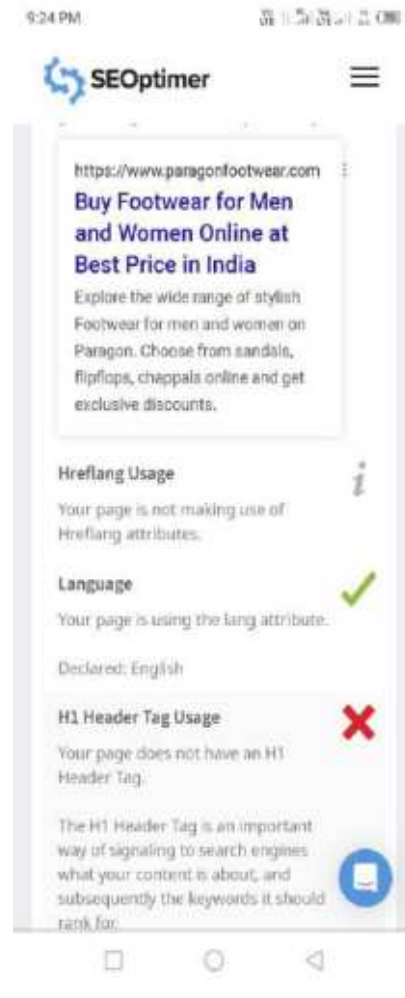 9:24 PM
SEOptimer
https://www.paragonfootwear.com
Buy Footwear for Men
and Women Online at
Best Price in India
Explore the wide range of stylish
Footwear for men and women on
Paragon. Choose from sandals,
flipflops, chappals online and get
exclusive discounts.
Hreflang Usage
Your page is not making use of
Hreflang attributes.
Language
Your page is using the lang attribute.
Declared: English
H1 Header Tag Usage
Your page does not have an H1
Header Tag.
The H1 Header Tag is an important
way of signaling to search engines
what your content is about, and
subsequently the keywords it should
rank for.